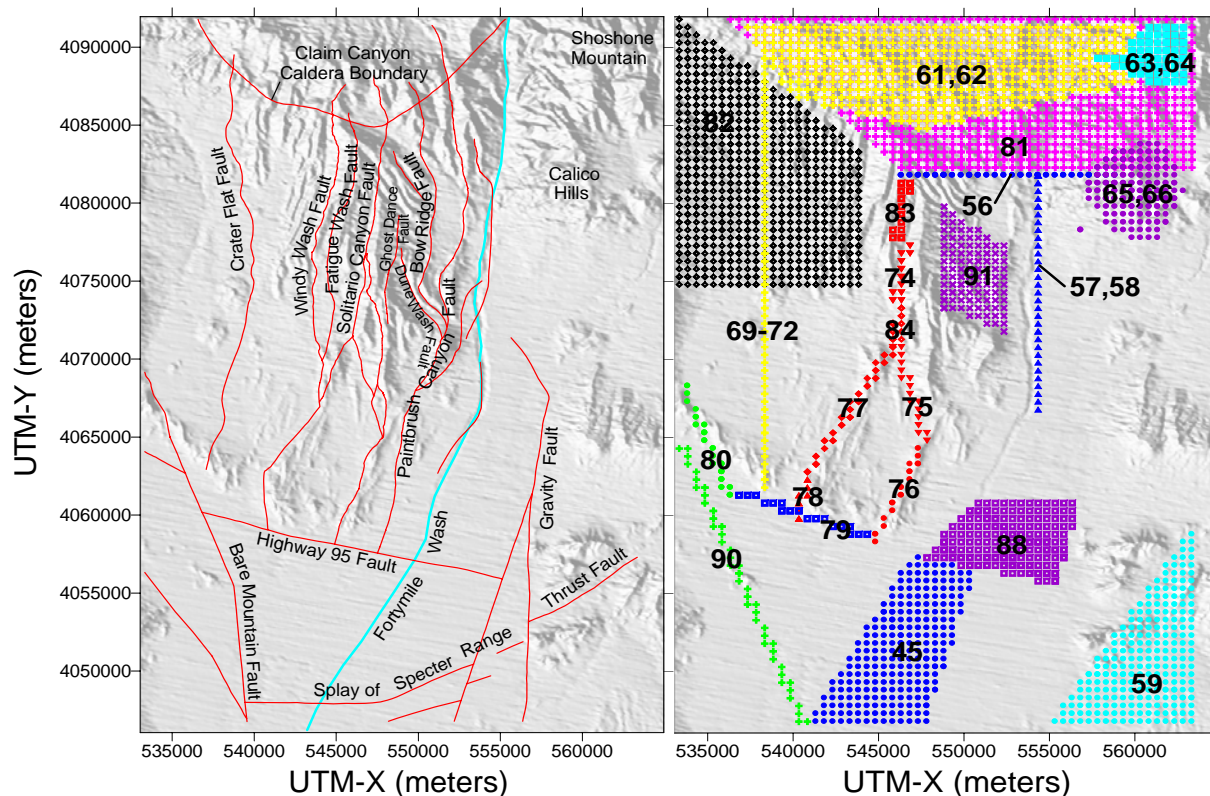 4090000
4085000
4080000
4075000
4070000
4065000
4060000
4055000
4050000
UTM-Y (meters)
Claim Canyon
Caldera Boundary
Shoshone
Mountain
Calico
Hills
Crater Flat Fault
Windy Wash Fault
Fatigue Wash Fault
Solitario Canyon Fault
Ghost Dance
Fault
Bow Ridge Fault
Dune Wash Fault
Paintbrush Canyon Fault
Gravity Fault
Highway 95 Fault
Fortymile Wash
Bare Mountain Fault
Thrust Fault
Splay of Specter Range
535000 540000 545000 550000 555000 560000
UTM-X (meters)
61,62
63,64
82
81
65,66
83
56
74
91
57,58
69-72
84
77
75
80
78
76
79
90
88
45
59
535000 540000 545000 550000 555000 560000
UTM-X (meters)